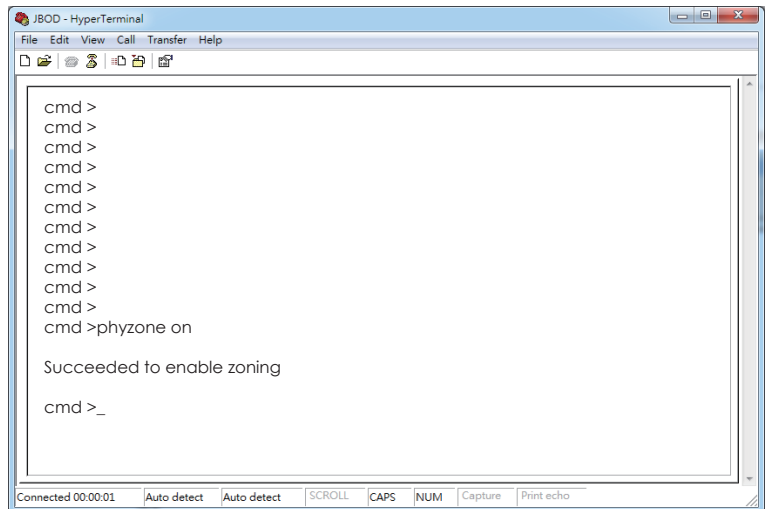 JBOD - HyperTerminal
File Edit View Call Transfer Help
cmd >
cmd >
cmd >
cmd >
cmd >
cmd >
cmd >
cmd >
cmd >
cmd >
cmd >
cmd >phyzone on
Succeeded to enable zoning
cmd >_
Connected 00:00:01 Auto detect Auto detect SCROLL CAPS NUM Capture Print echo